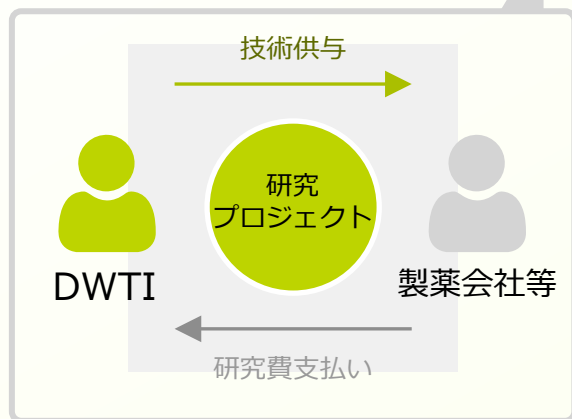 技術供与
研究
プロジェクト
DWTI
製薬会社等
研究費支払い